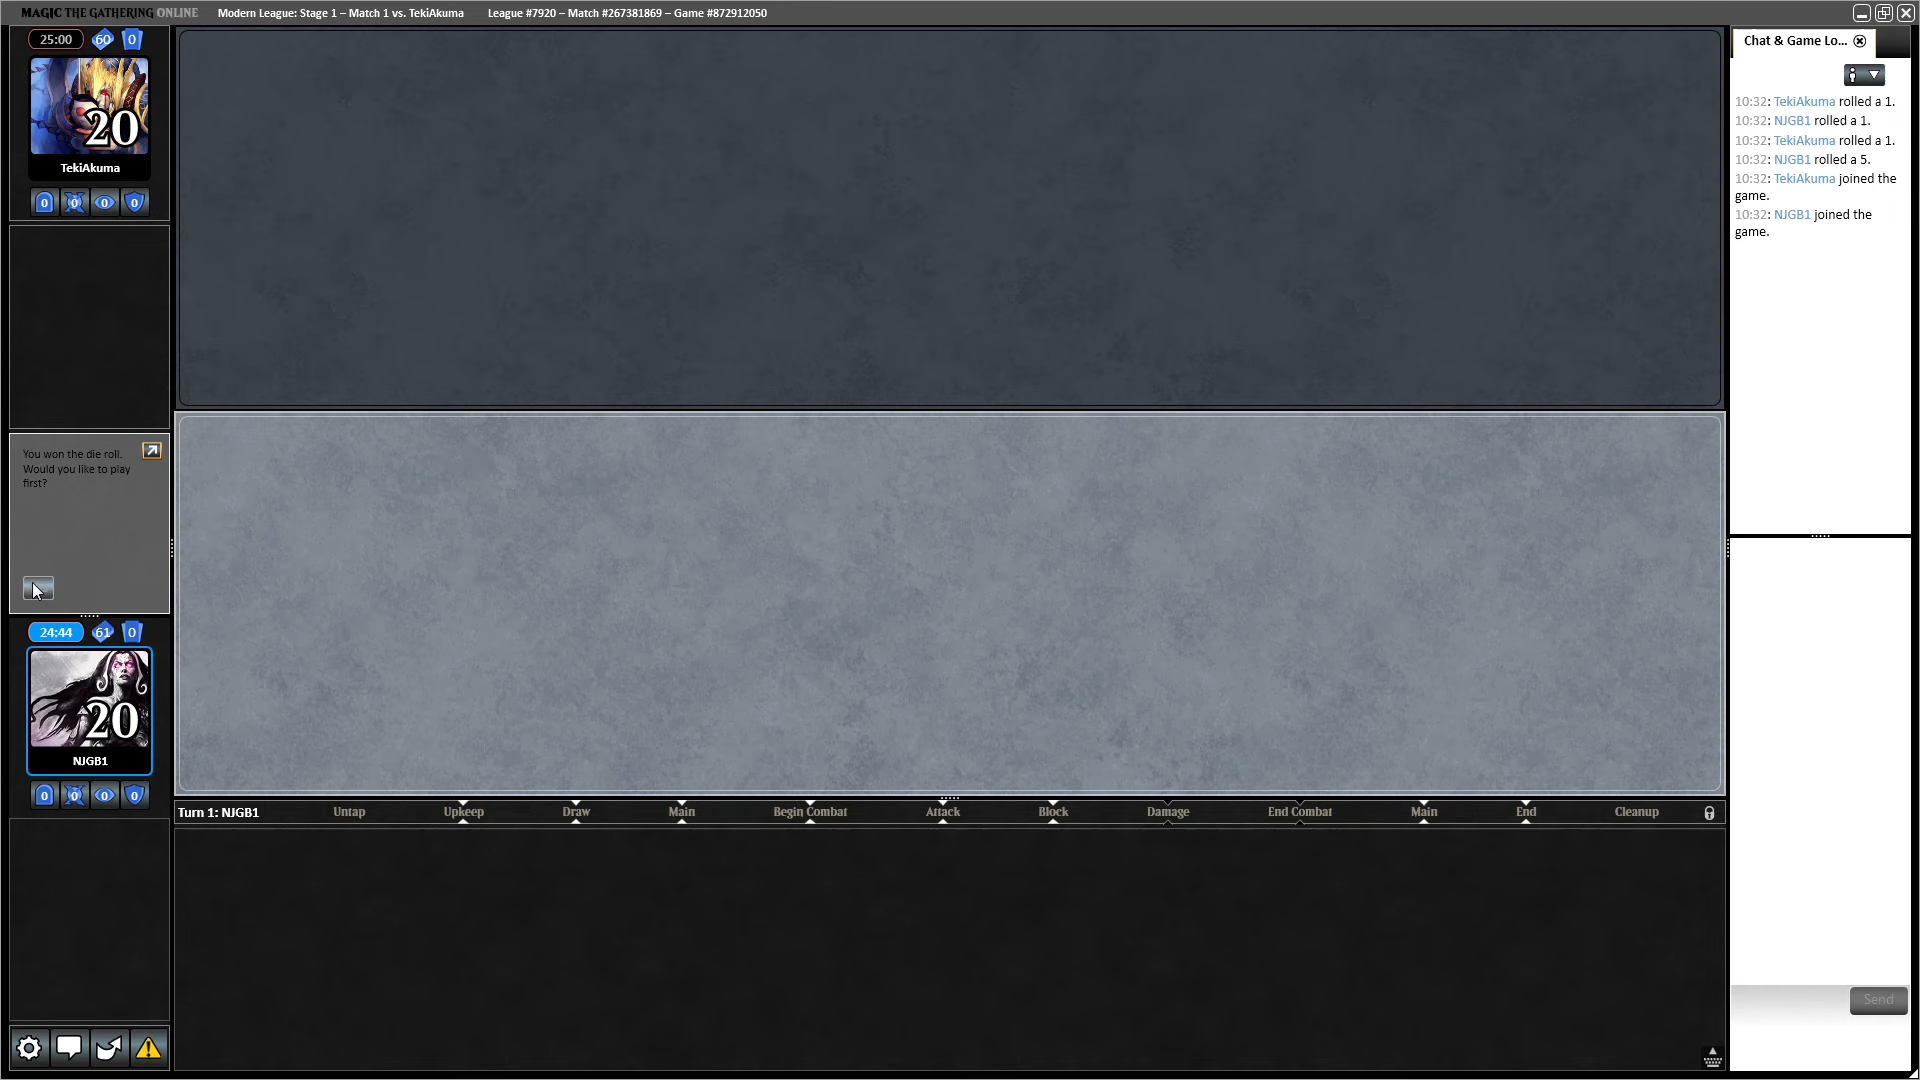 MAGIC THE GATHERING ONLINE
Modern League: Stage 1 – Match 1 vs. TekiAkuma
League #7920 – Match #267381869 – Game #872912050
25:00
60
0
20
TekiAkuma
0
0
0
0
You won the die roll.
Would you like to play
first?
24:44
61
0
20
NJGB1
0
0
0
0
Turn 1: NJGB1
Untap
Upkeep
Draw
Main
Begin Combat
Attack
Block
Damage
End Combat
Main
End
Cleanup
Chat & Game Lo...
10:32: TekiAkuma rolled a 1.
10:32: NJGB1 rolled a 1.
10:32: TekiAkuma rolled a 1.
10:32: NJGB1 rolled a 5.
10:32: TekiAkuma joined the
game.
10:32: NJGB1 joined the
game.
Send